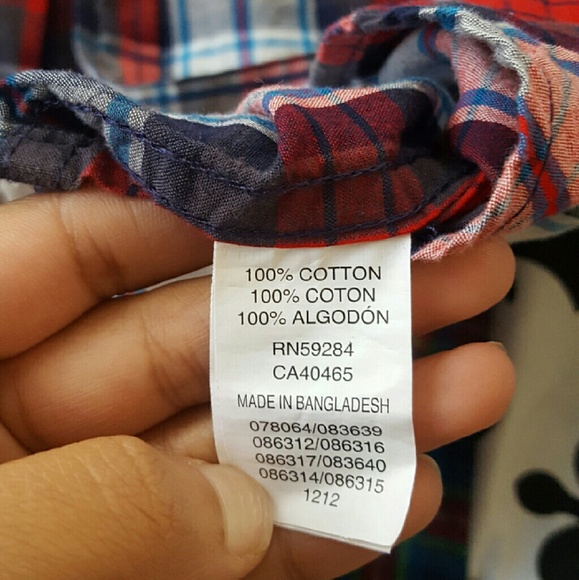 100% COTTON
100% COTON
100% ALGODÓN
RN59284
CA40465
MADE IN BANGLADESH
078064/083639
086312/086316
086317/083640
086314/086315
1212